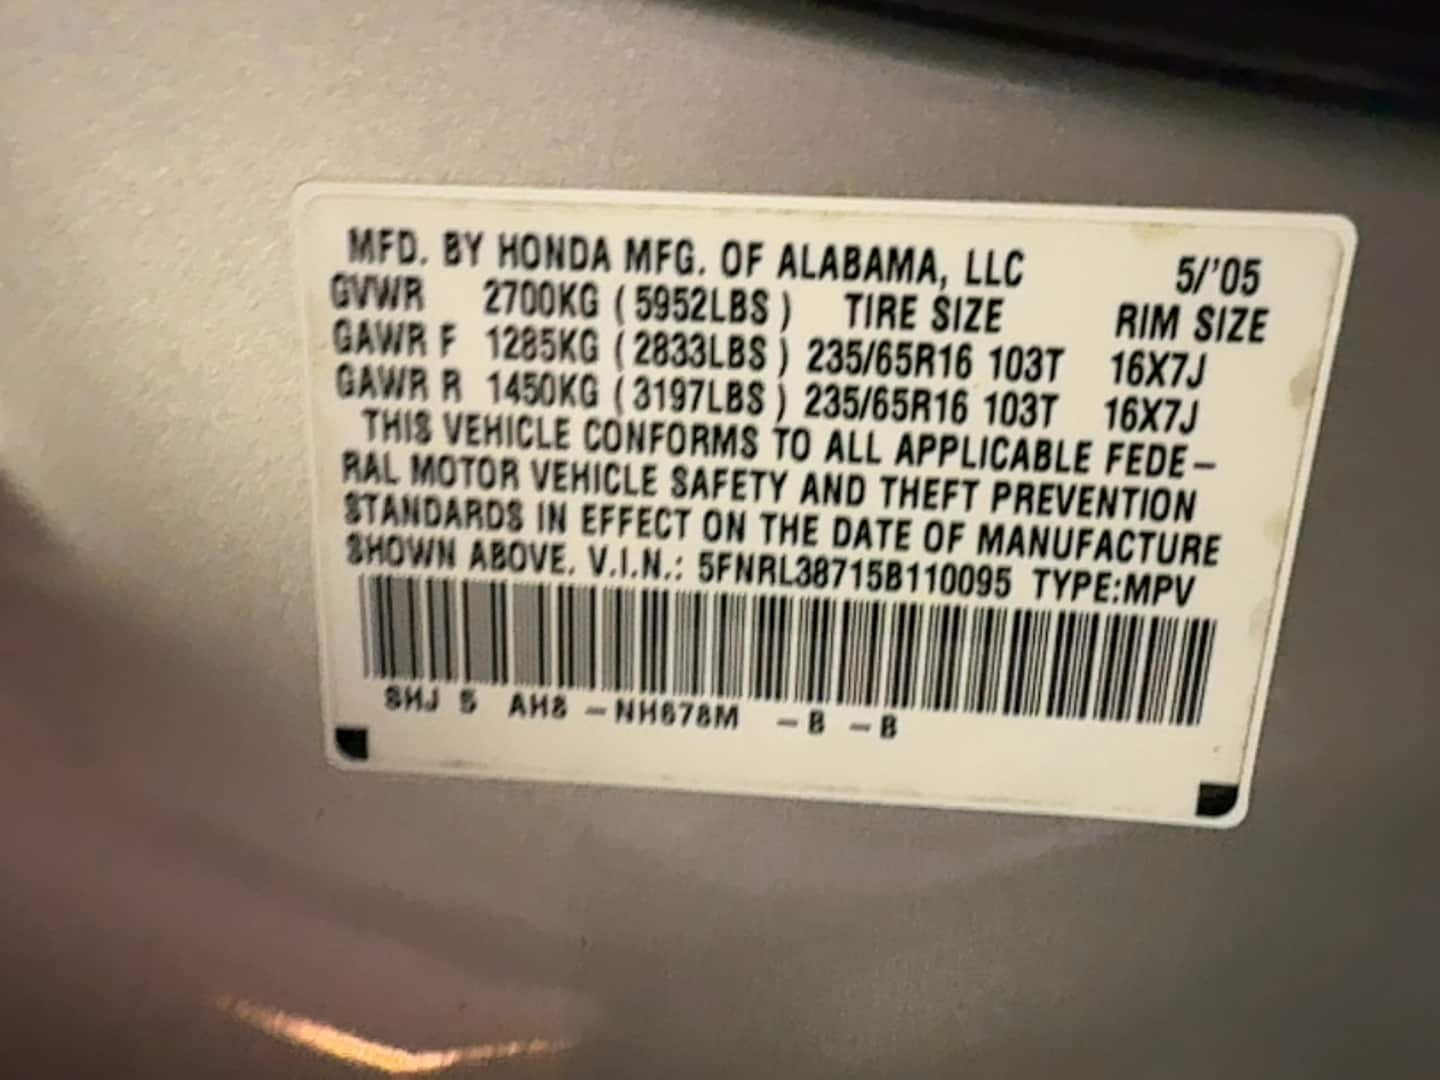 MFD. BY HONDA MFG. OF ALABAMA, LLC 5/'05
GVWR 2700KG (5952LBS) TIRE SIZE RIM SIZE
GAWR F 1285KG (2833LBS) 235/65R16 103T 16X7J
GAWR R 1450KG (3197LBS) 235/65R16 103T 16X7J
THIS VEHICLE CONFORMS TO ALL APPLICABLE FEDE-
RAL MOTOR VEHICLE SAFETY AND THEFT PREVENTION
STANDARDS IN EFFECT ON THE DATE OF MANUFACTURE
SHOWN ABOVE. V.I.N.: 5FNRL38715B110095 TYPE:MPV
SHJ 5 AH8 -NH678M -B -B